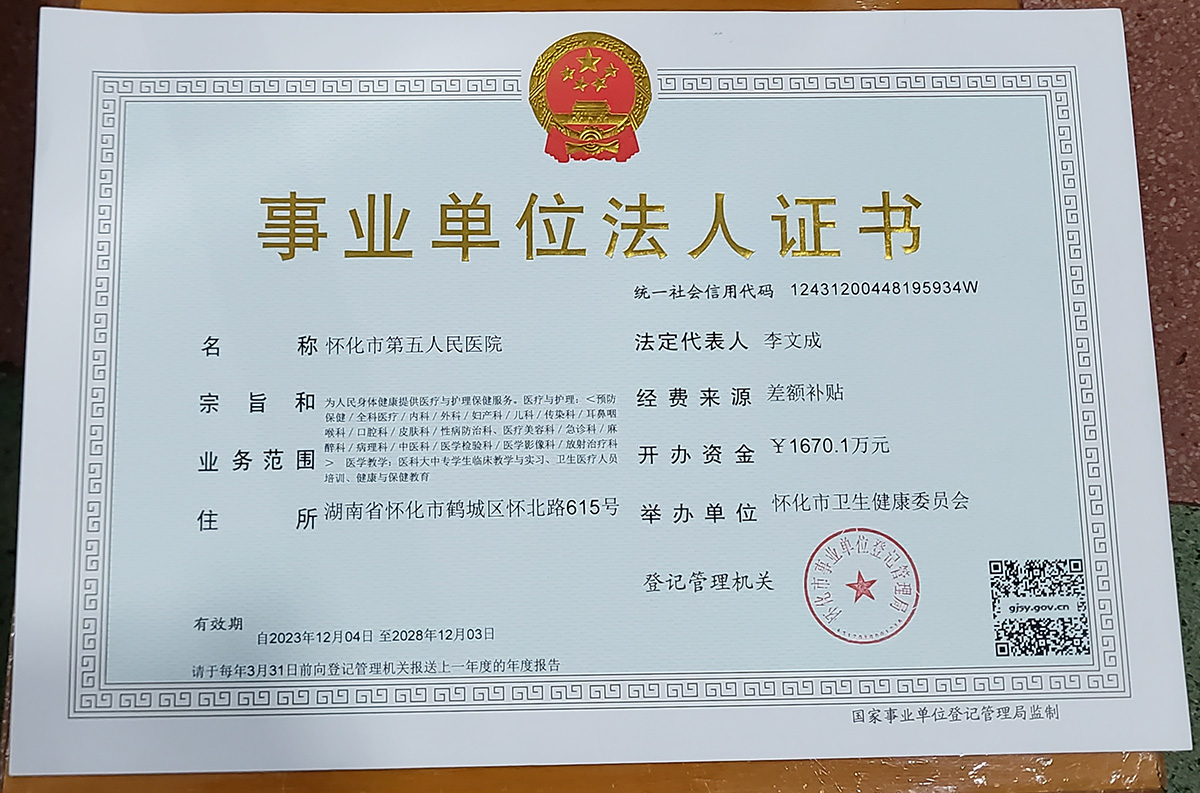 事业单位法人证书
统一社会信用代码 12431200448195934W
名称 怀化市第五人民医院
法定代表人 李文成
宗旨和
业务范围
为人民身体健康提供医疗与护理保健服务。医疗与护理：＜预防
保健/全科医疗/内科/外科/妇产科/儿科/传染科/耳鼻咽
喉科/口腔科/皮肤科/性病防治科、医疗美容科/急诊科/麻
醉科/病理科/中医科/医学检验科/医学影像科/放射治疗科
＞ 医学教学：医科大中专学生临床教学与实习、卫生医疗人员
培训、健康与保健教育
经费来源 差额补贴
开办资金 ￥1670.1万元
住所 湖南省怀化市鹤城区怀北路615号
举办单位 怀化市卫生健康委员会
登记管理机关
怀化市事业单位登记管理局
gjsy.gov.cn
有效期 自2023年12月04日 至2028年12月03日
请于每年3月31日前向登记管理机关报送上一年度的年度报告
国家事业单位登记管理局监制